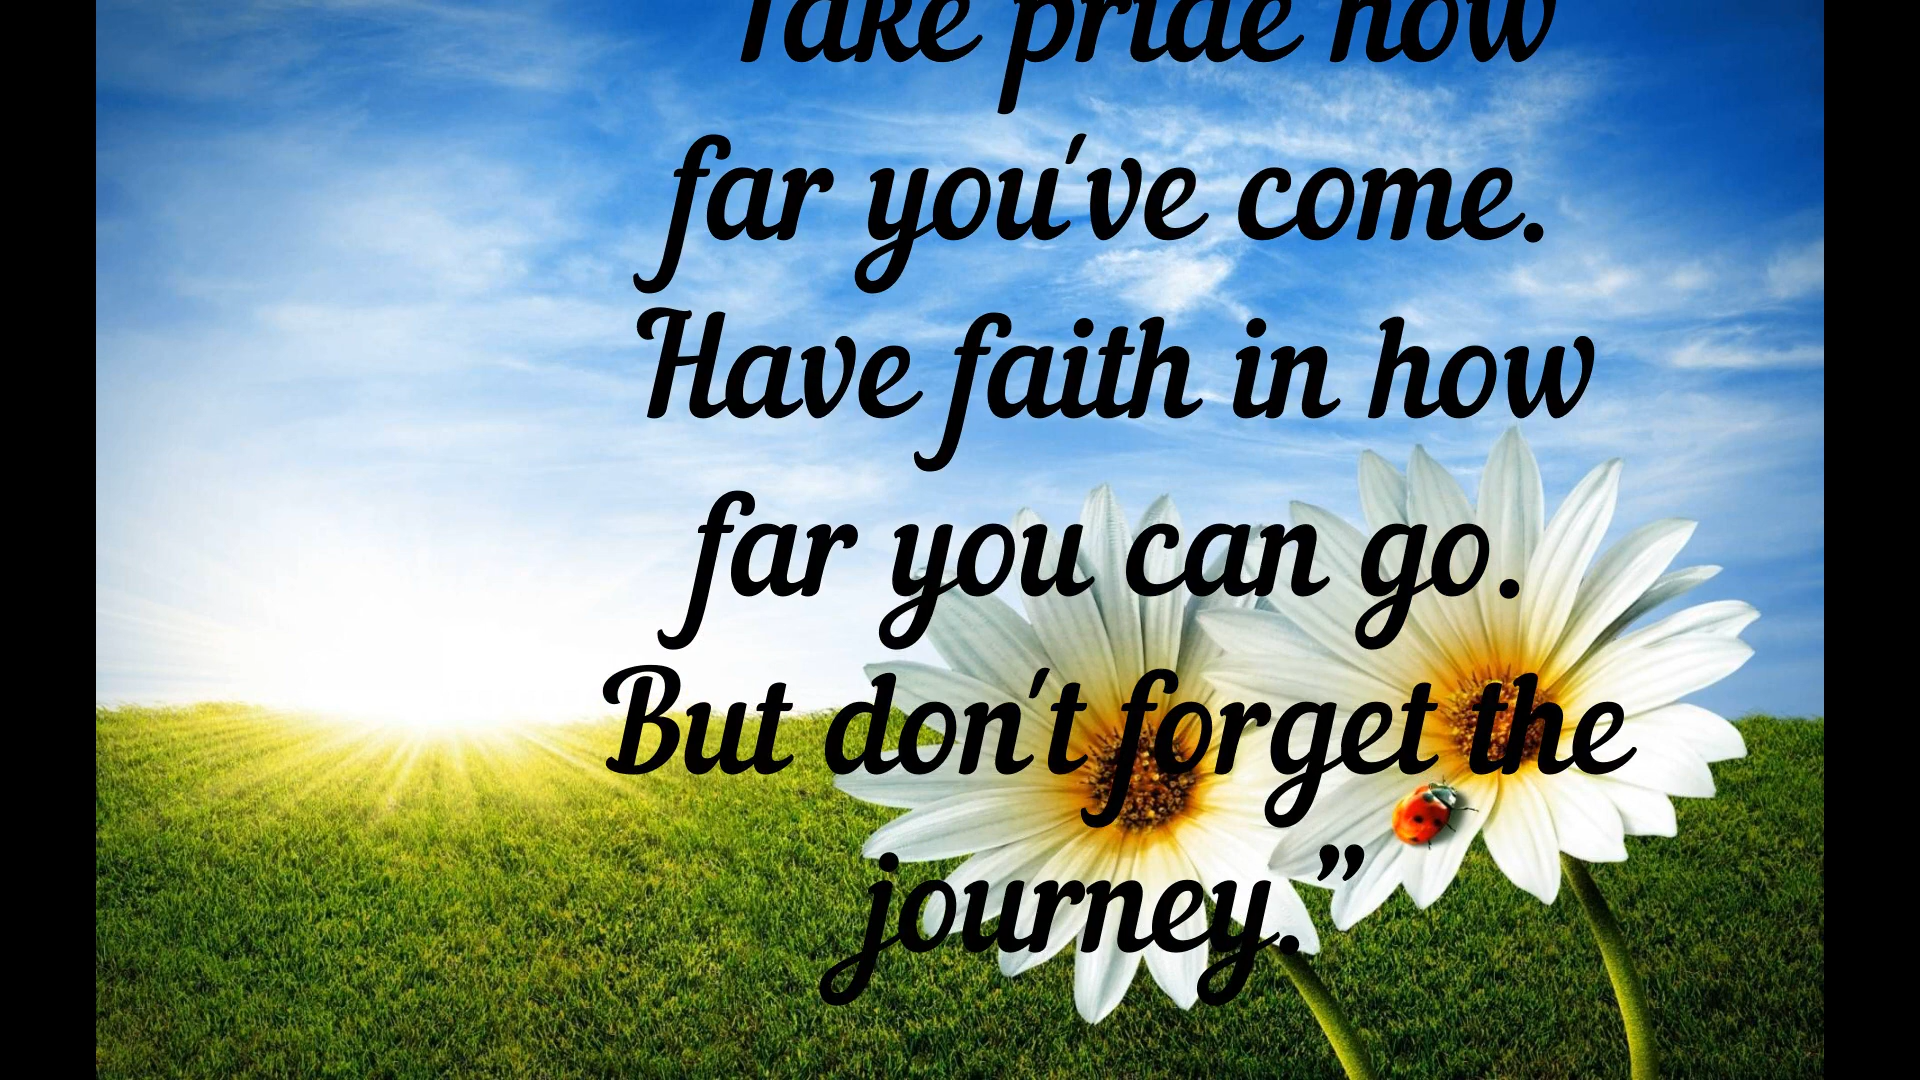 Take pride how
far you've come.
Have faith in how
far you can go.
But don't forget the
journey.”